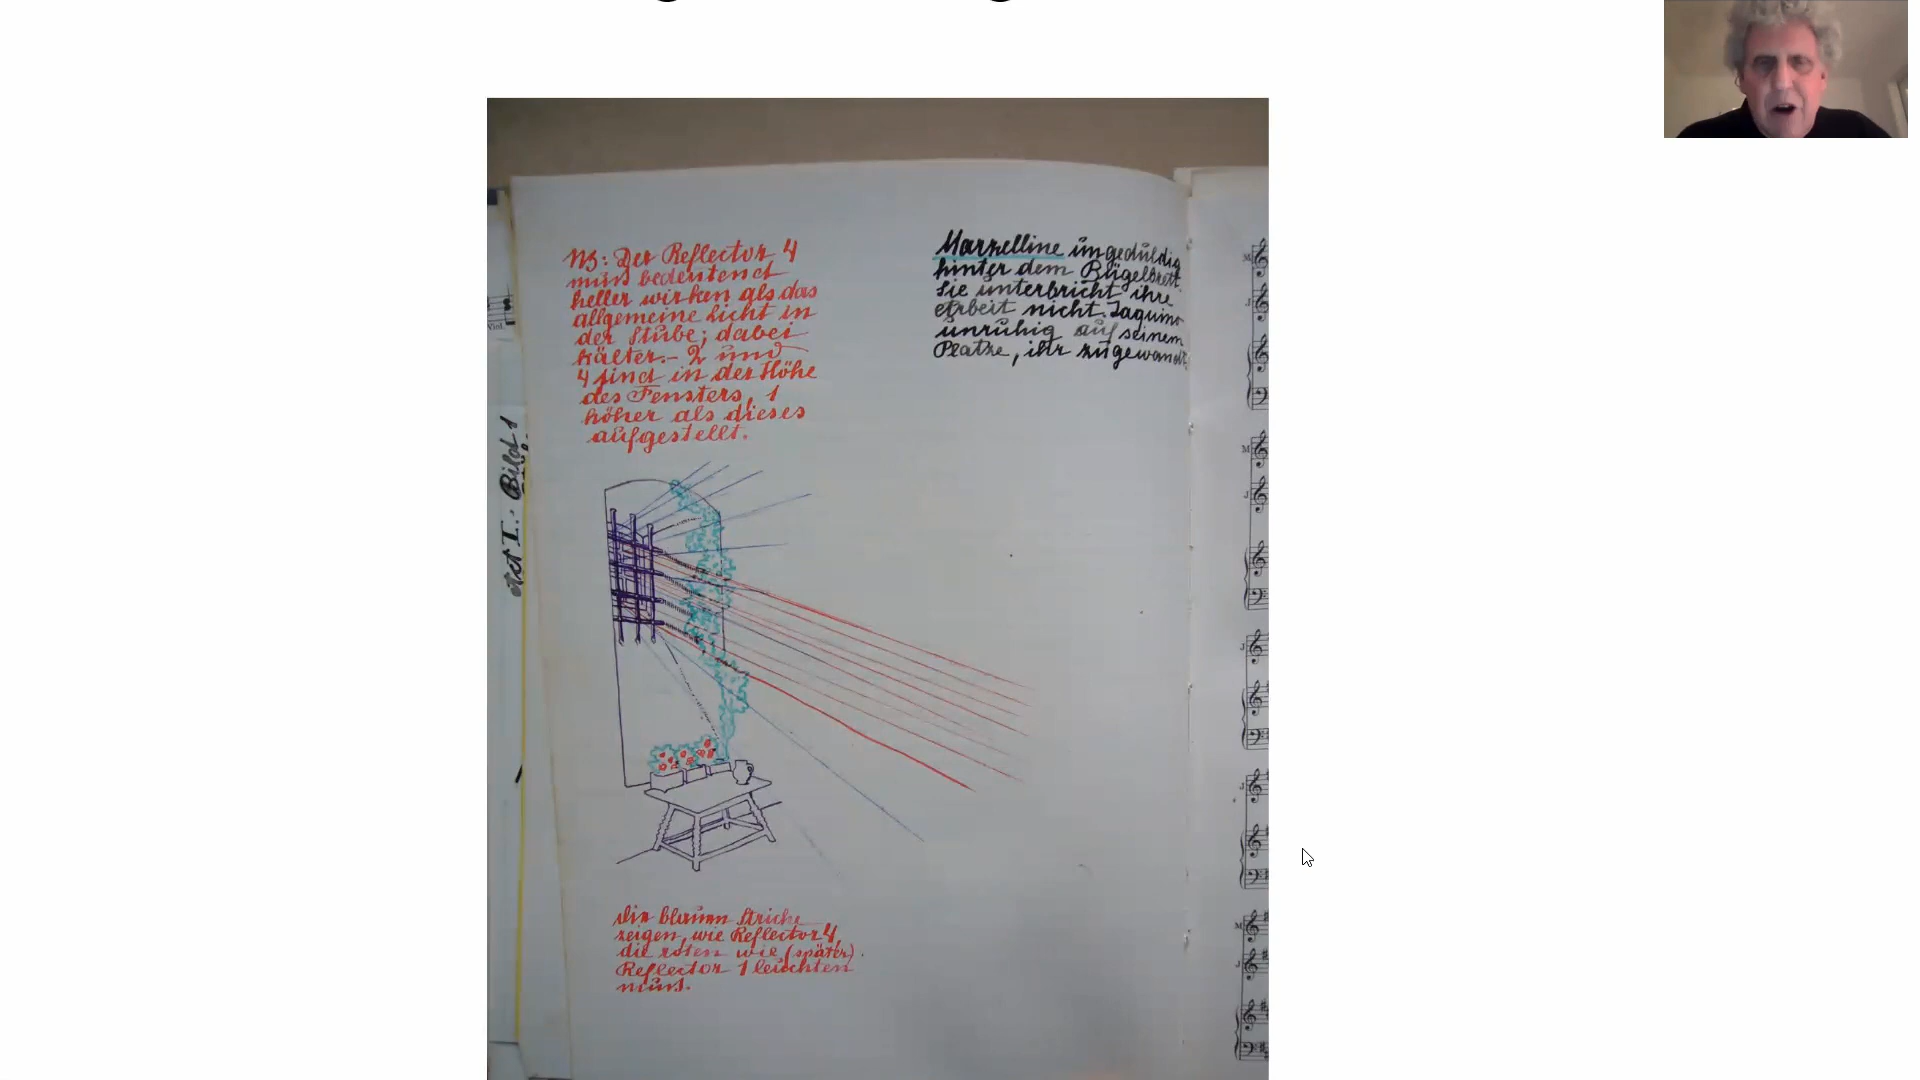 NB: Der Reflector 4
muss bedeutend
heller wirken als das
allgemeine Licht in
der Stube; dabei
kälter. – 2 und
4 sind in der Höhe
des Fensters, 1
höher als dieses
aufgestellt.
Marzelline ungeduldig
hinter dem Bügelbrett.
Sie unterbricht ihre
Arbeit nicht. Jaquino
unruhig auf seinem
Platze, ihr zugewandt.
Act I. Bild 1
Viol.
die blauen Striche
zeigen, wie Reflector 4,
die roten wie (später)
Reflector 1 leuchten
muss.
M
J
M
J
J
J
M
J
M
J